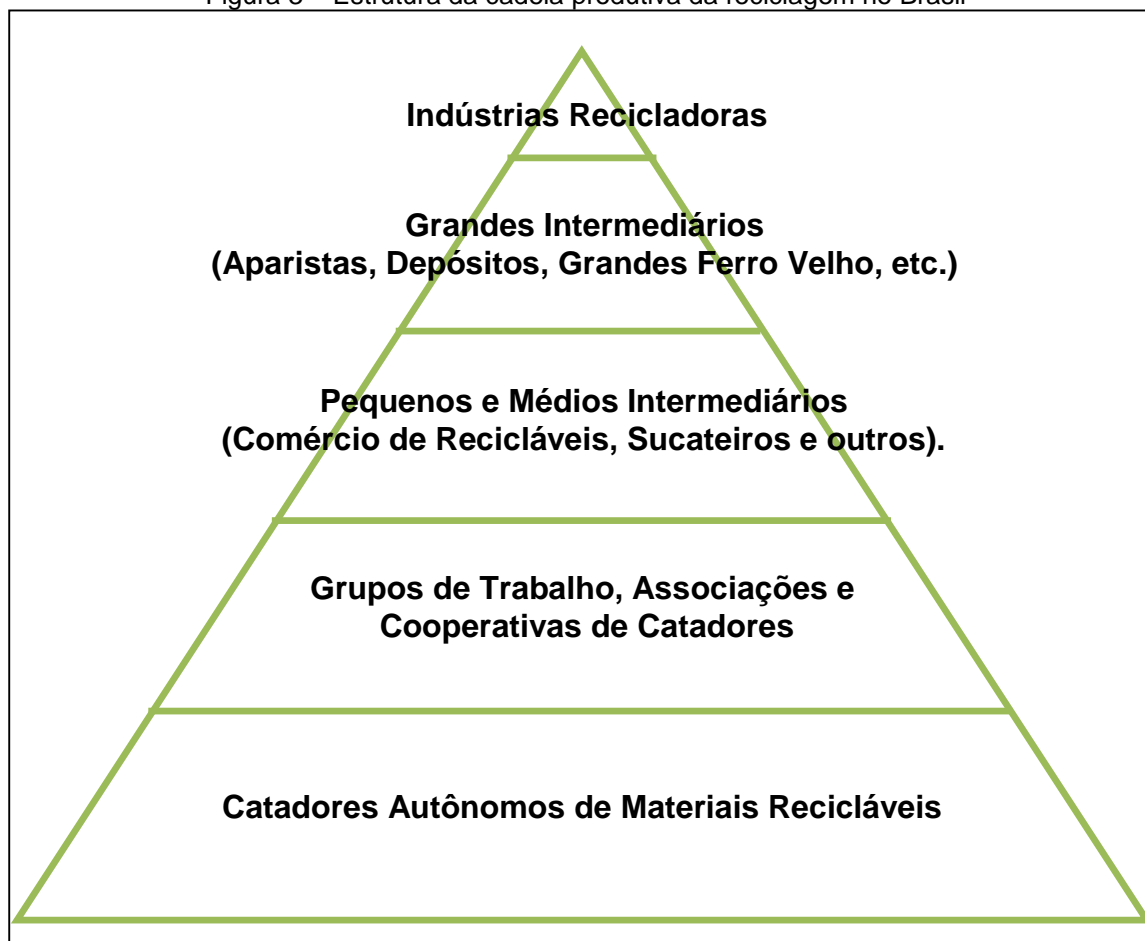 Estrutura da cadeia produtiva da reciclagem no Brasil
Indústrias Recicladoras
Grandes Intermediários
(Aparistas, Depósitos, Grandes Ferro Velho, etc.)
Pequenos e Médios Intermediários
(Comércio de Recicláveis, Sucateiros e outros).
Grupos de Trabalho, Associações e
Cooperativas de Catadores
Catadores Autônomos de Materiais Recicláveis